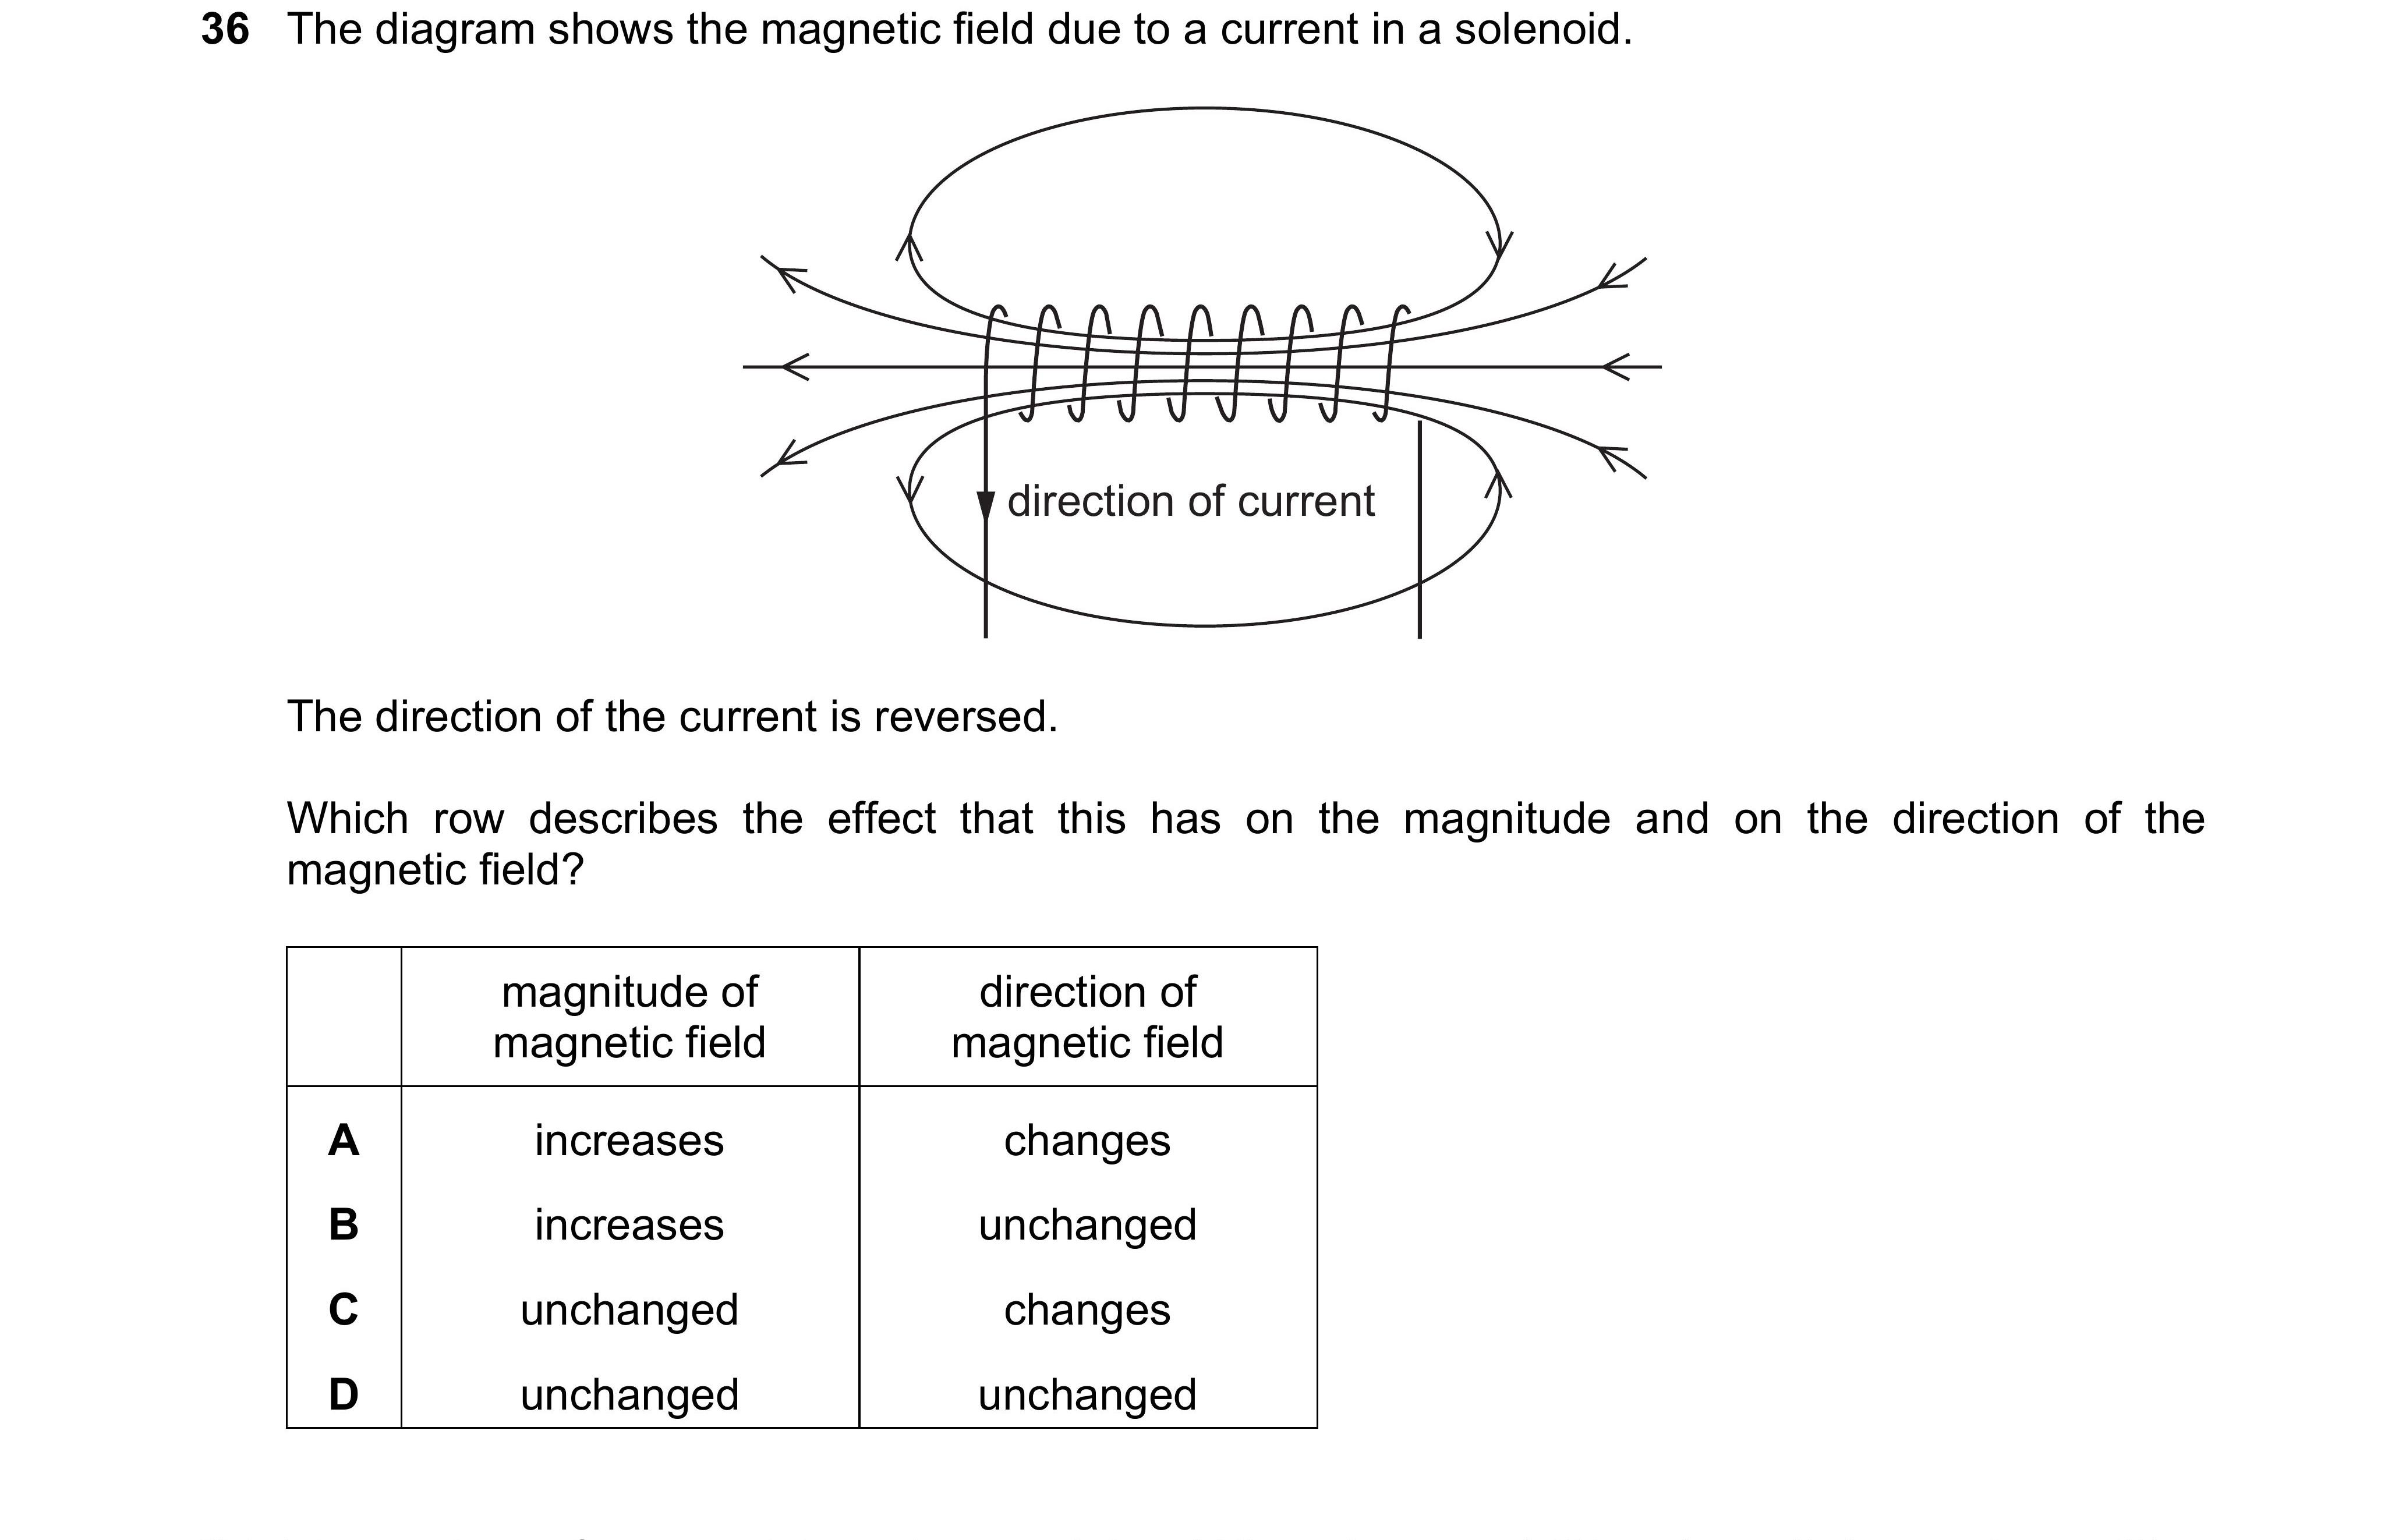 36 The diagram shows the magnetic field due to a current in a solenoid.
direction of current
The direction of the current is reversed.
Which row describes the effect that this has on the magnitude and on the direction of the
magnetic field?
magnitude of magnetic field direction of magnetic field
A increases changes
B increases unchanged
C unchanged changes
D unchanged unchanged